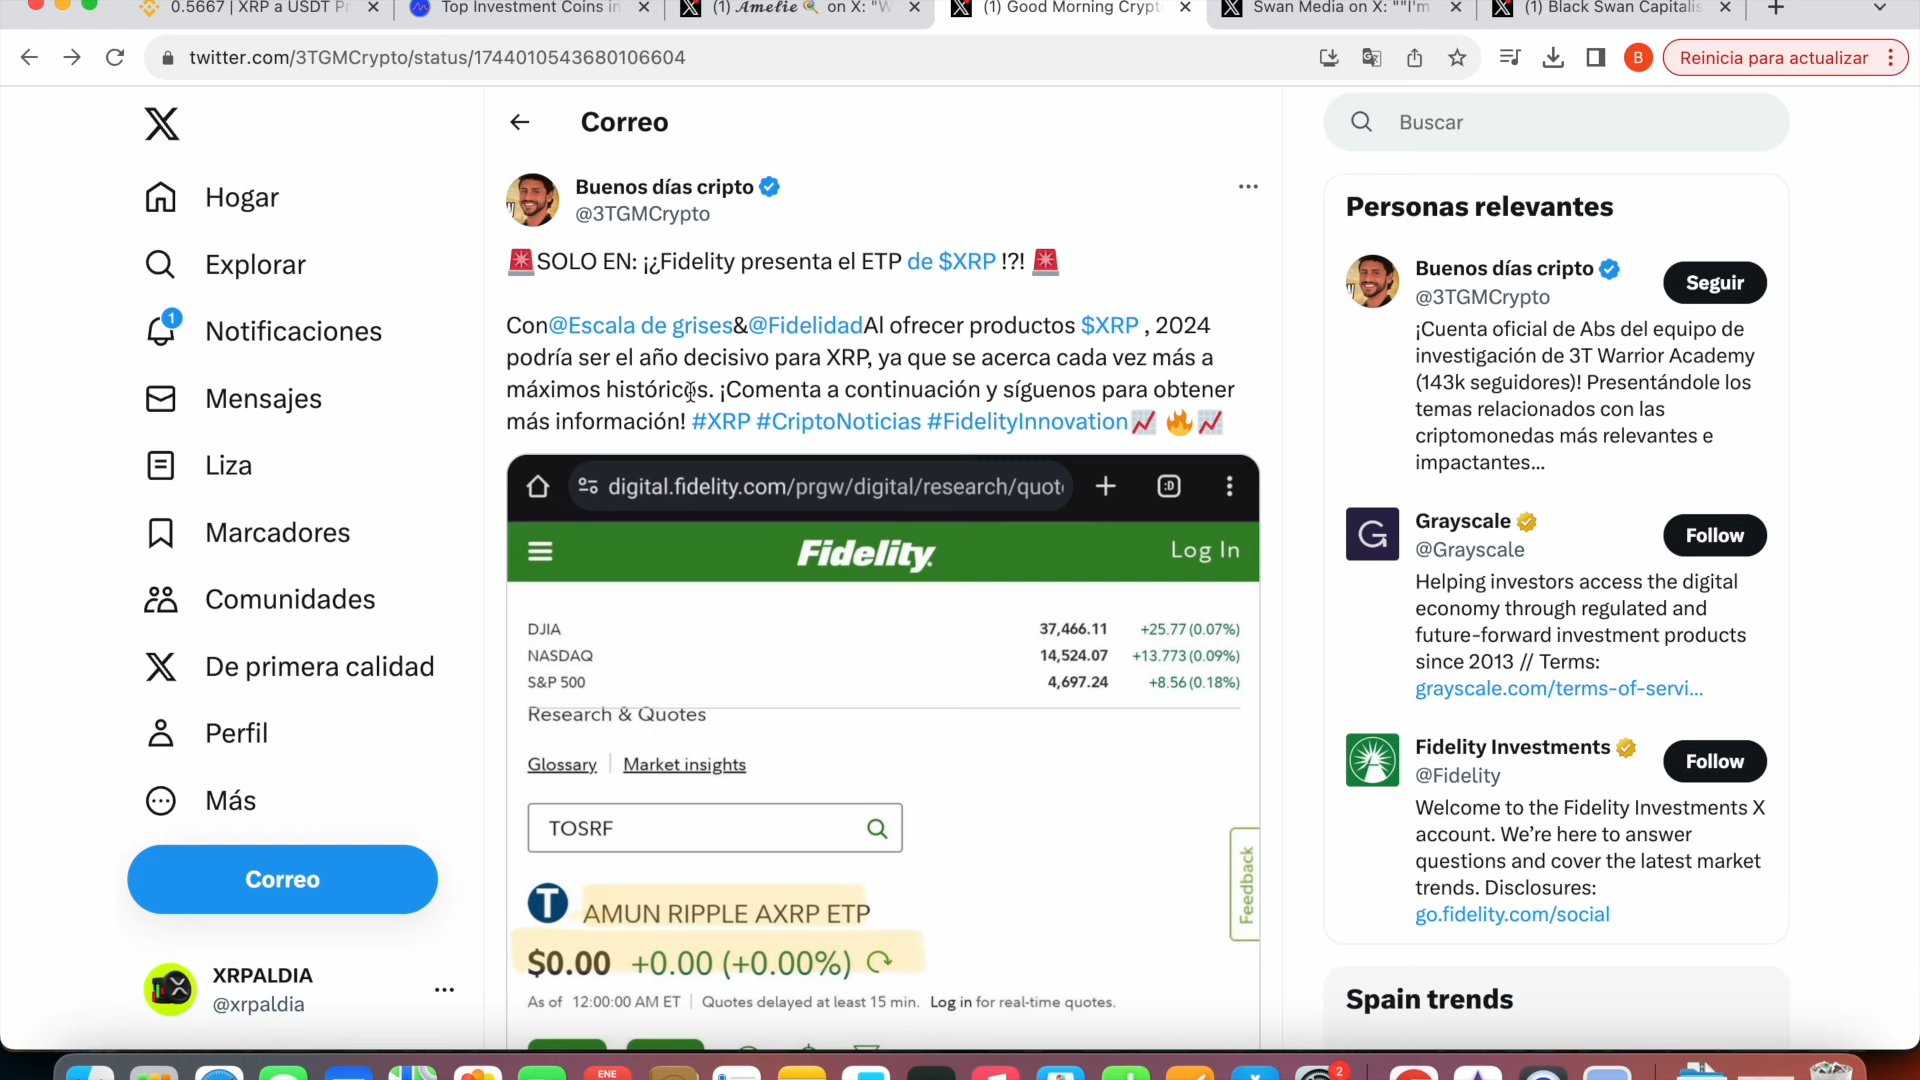 0.5667 | XRP a USDT Pr
Top Investment Coins in
(1) 𝓐𝓶𝓮𝓵𝓲𝓮 🍭 on X: "W
(1) Good Morning Crypt
Swan Media on X: ""I'm
(1) Black Swan Capitalis
twitter.com/3TGMCrypto/status/1744010543680106604
B
Reinicia para actualizar
X
Hogar
Explorar
1
Notificaciones
Mensajes
Liza
Marcadores
Comunidades
De primera calidad
Perfil
Más
Correo
XRPALDIA
@xrpaldia
Correo
Buenos días cripto
@3TGMCrypto
🚨SOLO EN: ¡¿Fidelity presenta el ETP de $XRP !?! 🚨
Con@Escala de grises&@FidelidadAl ofrecer productos $XRP , 2024
podría ser el año decisivo para XRP, ya que se acerca cada vez más a
máximos históricos. ¡Comenta a continuación y síguenos para obtener
más información! #XRP #CriptoNoticias #FidelityInnovation📈 🔥📈
digital.fidelity.com/prgw/digital/research/quote
:D
Fidelity
Log In
DJIA 37,466.11 +25.77 (0.07%)
NASDAQ 14,524.07 +13.773 (0.09%)
S&P 500 4,697.24 +8.56 (0.18%)
Research & Quotes
Glossary | Market insights
TOSRF
Feedback
T
AMUN RIPPLE AXRP ETP
$0.00 +0.00 (+0.00%)
As of 12:00:00 AM ET | Quotes delayed at least 15 min. Log in for real-time quotes.
Buscar
Personas relevantes
Buenos días cripto
@3TGMCrypto
Seguir
¡Cuenta oficial de Abs del equipo de
investigación de 3T Warrior Academy
(143k seguidores)! Presentándole los
temas relacionados con las
criptomonedas más relevantes e
impactantes...
Grayscale
@Grayscale
Follow
Helping investors access the digital
economy through regulated and
future-forward investment products
since 2013 // Terms:
grayscale.com/terms-of-servi...
Fidelity Investments
@Fidelity
Follow
Welcome to the Fidelity Investments X
account. We're here to answer
questions and cover the latest market
trends. Disclosures:
go.fidelity.com/social
Spain trends
ENE
2